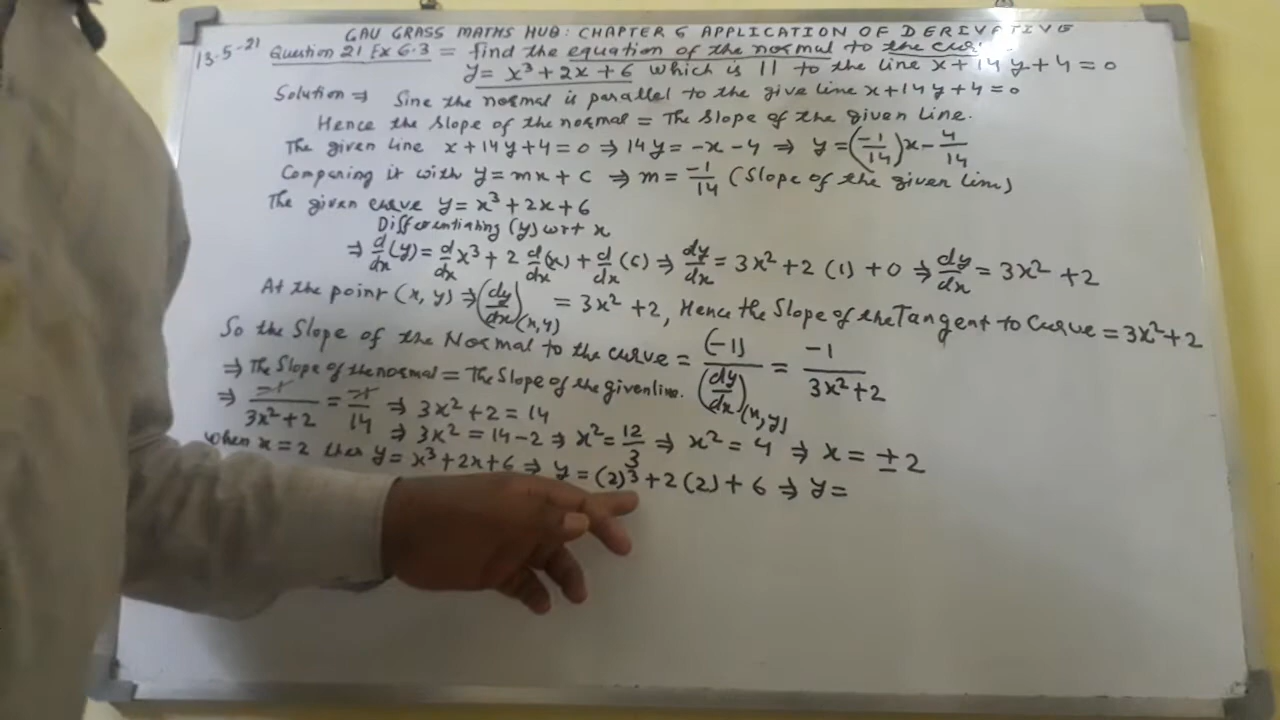 GAU GRASS MATHS HUB: CHAPTER 6 APPLICATION OF DERIVATIVE
13-5-21 Question 21 Ex 6.3 = find the equation of the normal to the
y = x³ + 2x + 6 which is 11 to the line x + 14y + 4 = 0
Solution ⇒ Sine the normal is parallel to the give line x + 14y + 4 = 0
Hence the slope of the normal = The slope of the given line.
The given line x + 14y + 4 = 0 ⇒ 14y = -x - 4 ⇒ y = (-1/14)x - 4/14
Comparing it with y = mx + c ⇒ m = -1/14 (slope of the given line)
The given curve y = x³ + 2x + 6
Differentiating (y) wrt x
⇒ d/dx (y) = d/dx x³ + 2 d/dx (x) + d/dx (6) ⇒ dy/dx = 3x² + 2 (1) + 0 ⇒ dy/dx = 3x² + 2
At the point (x, y) ⇒ (dy/dx)(x,y) = 3x² + 2, Hence the slope of the Tangent to curve = 3x² + 2
So the slope of the Normal to the curve = (-1)/(dy/dx)(x,y) = -1/(3x² + 2)
⇒ The slope of the normal = The slope of the given line.
⇒ -1/(3x² + 2) = -1/14 ⇒ 3x² + 2 = 14
⇒ 3x² = 14 - 2 ⇒ x² = 12/3 ⇒ x² = 4 ⇒ x = ±2
When x = 2 then y = x³ + 2x + 6 ⇒ y = (2)³ + 2(2) + 6 ⇒ y =